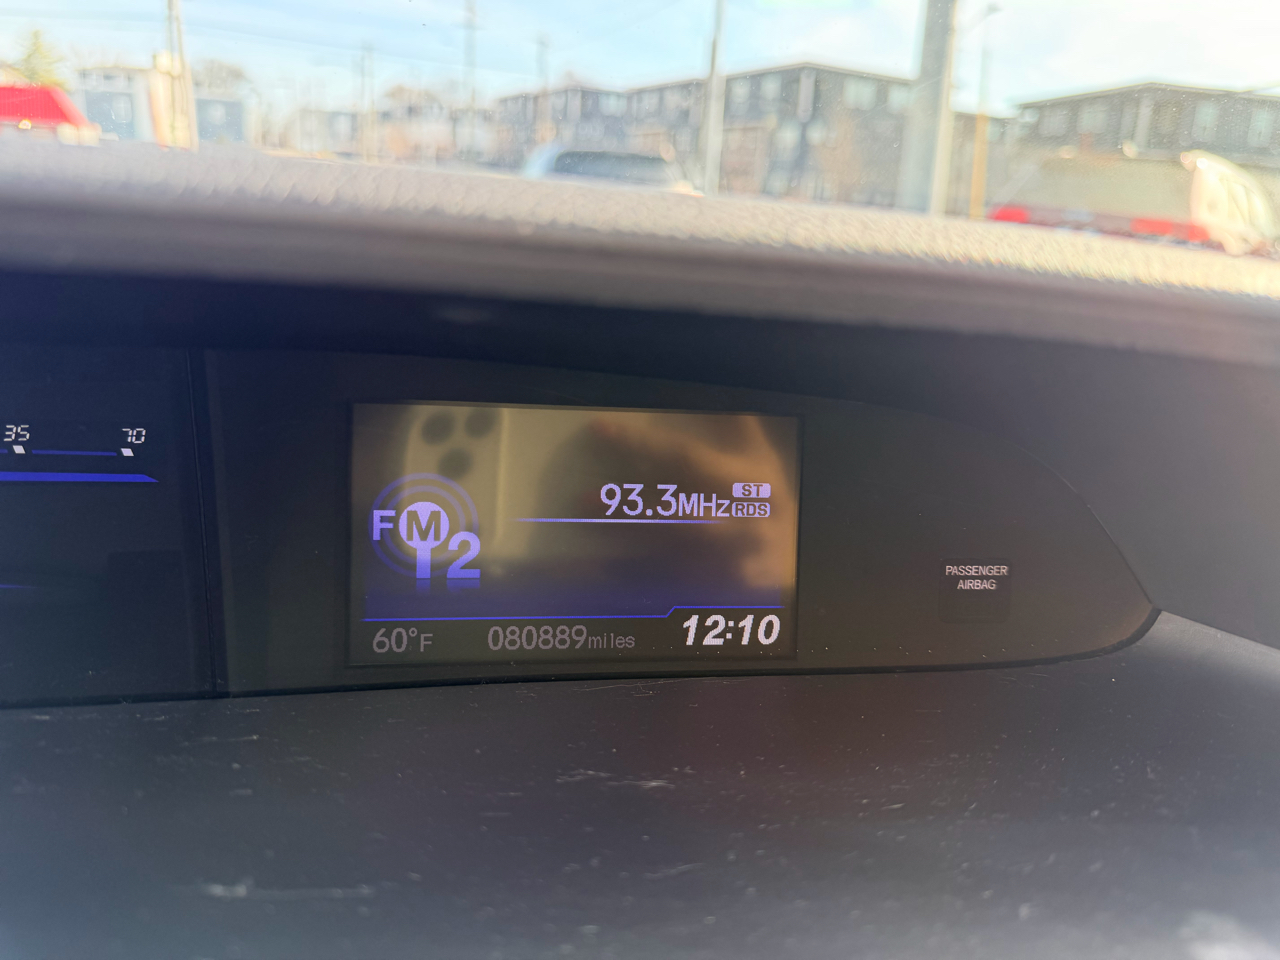 35 70
93.3MHz ST
RDS
FM 2
60°F 080889miles 12:10
PASSENGER
AIRBAG